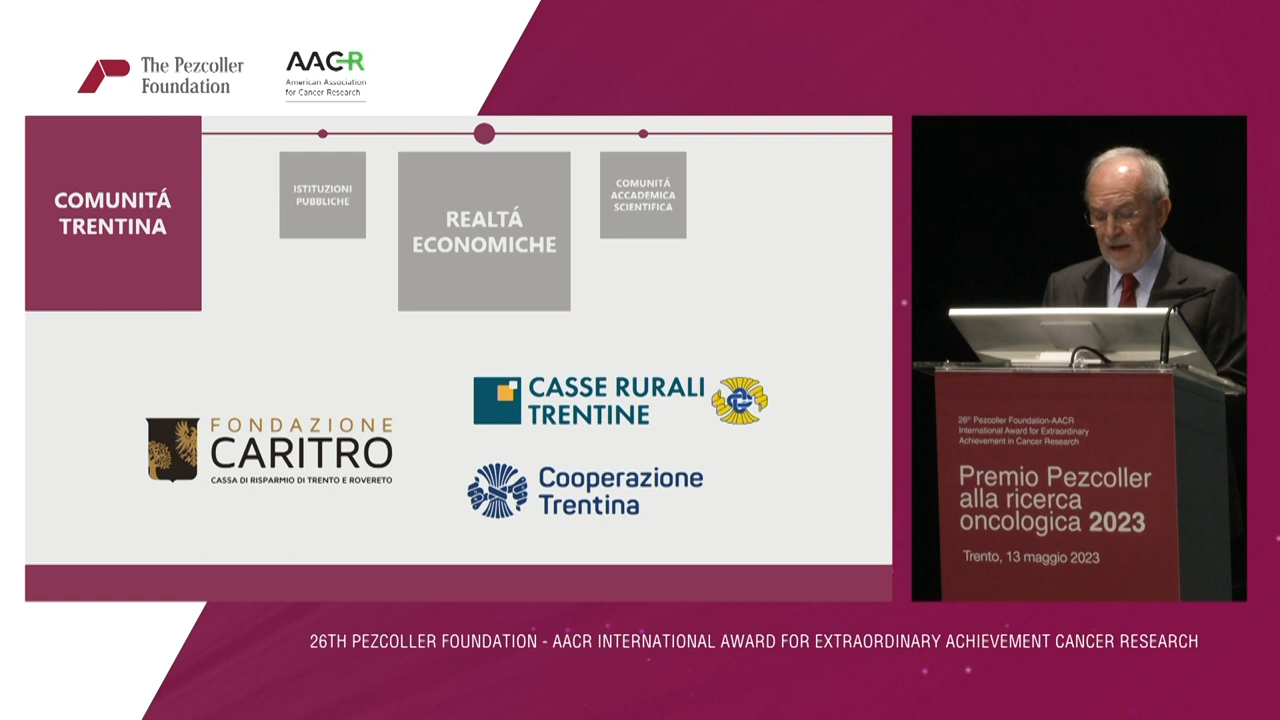 The Pezcoller
Foundation
AACR
American Association
for Cancer Research
COMUNITÁ
TRENTINA
ISTITUZIONI
PUBBLICHE
REALTÁ
ECONOMICHE
COMUNITÁ
ACCADEMICA
SCIENTIFICA
FONDAZIONE
CARITRO
CASSA DI RISPARMIO DI TRENTO E ROVERETO
CASSE RURALI
TRENTINE
Cooperazione
Trentina
26th Pezcoller Foundation-AACR
International Award for Extraordinary
Achievement in Cancer Research
Premio Pezcoller
alla ricerca
oncologica 2023
Trento, 13 maggio 2023
26TH PEZCOLLER FOUNDATION - AACR INTERNATIONAL AWARD FOR EXTRAORDINARY ACHIEVEMENT CANCER RESEARCH